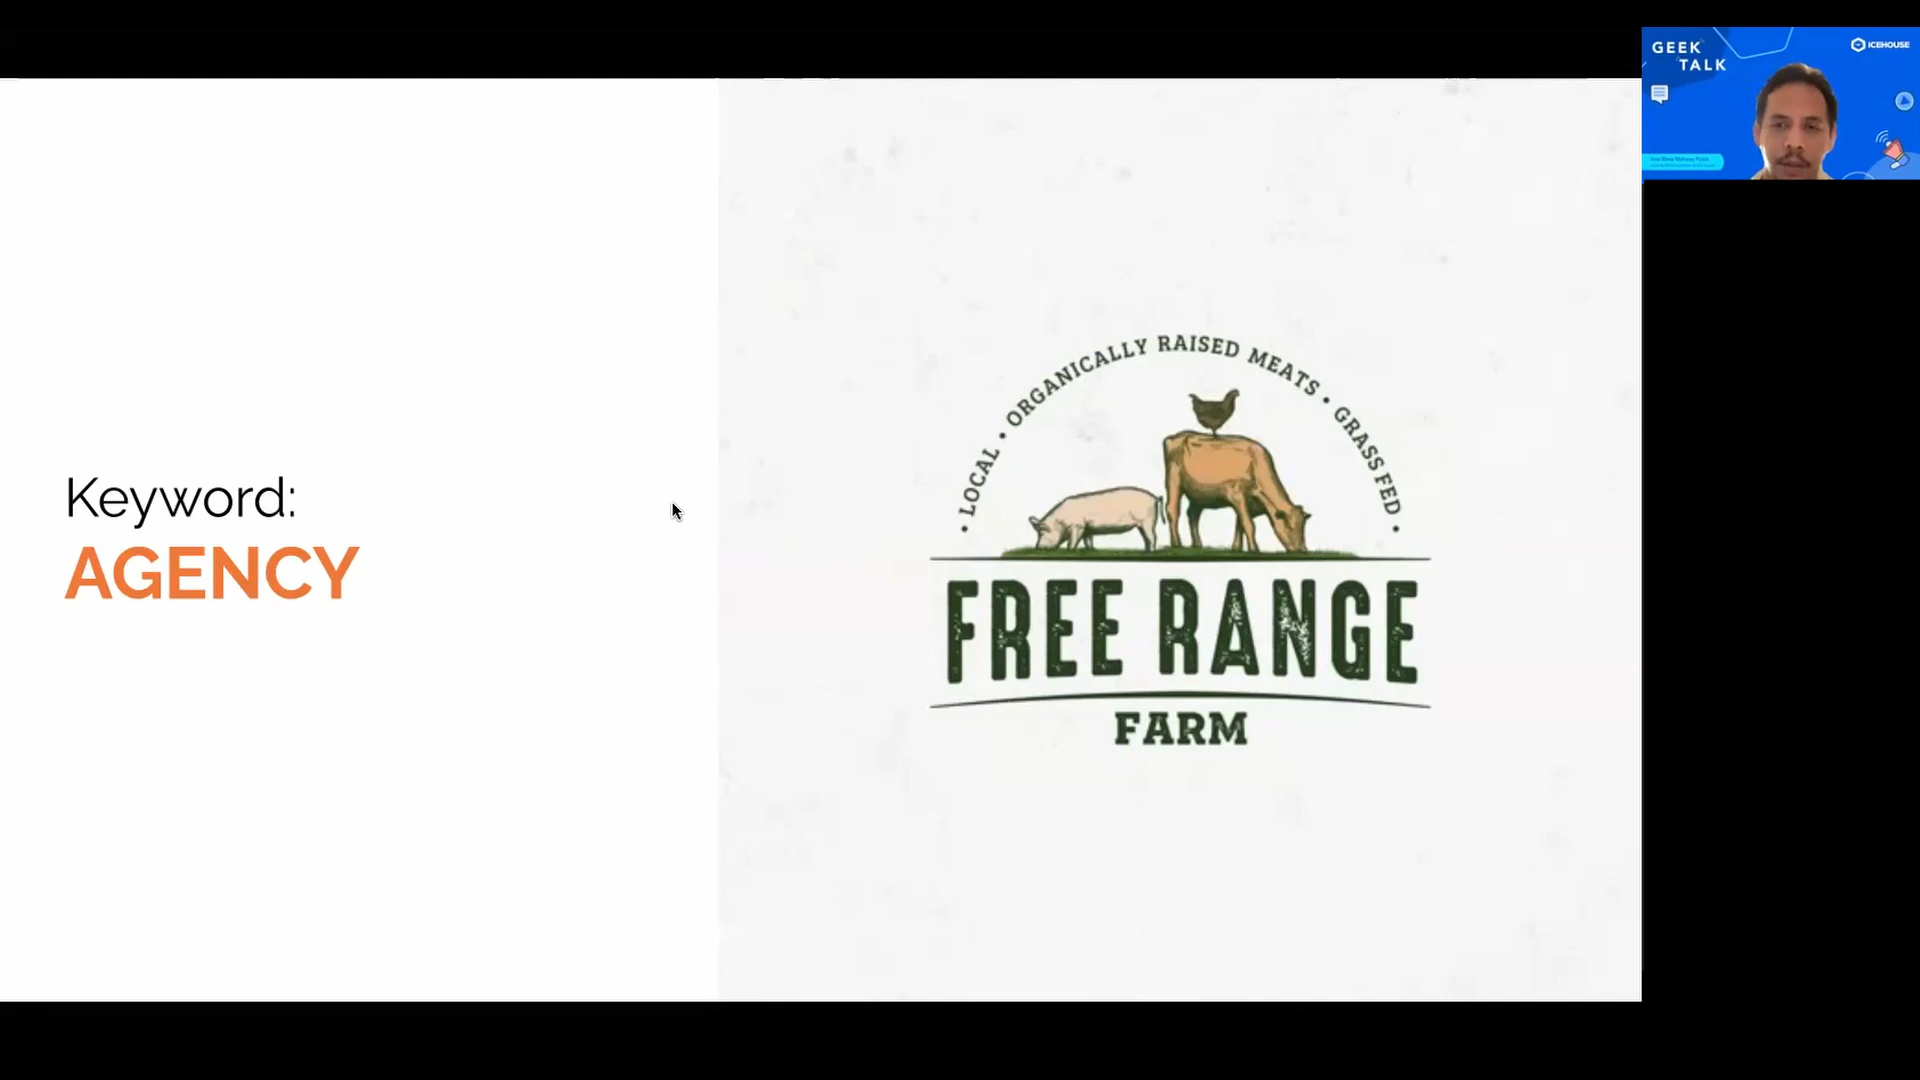 Keyword:
AGENCY
• LOCAL • ORGANICALLY RAISED MEATS • GRASS FED •
FREE RANGE
FARM
GEEK
TALK
ICEHOUSE